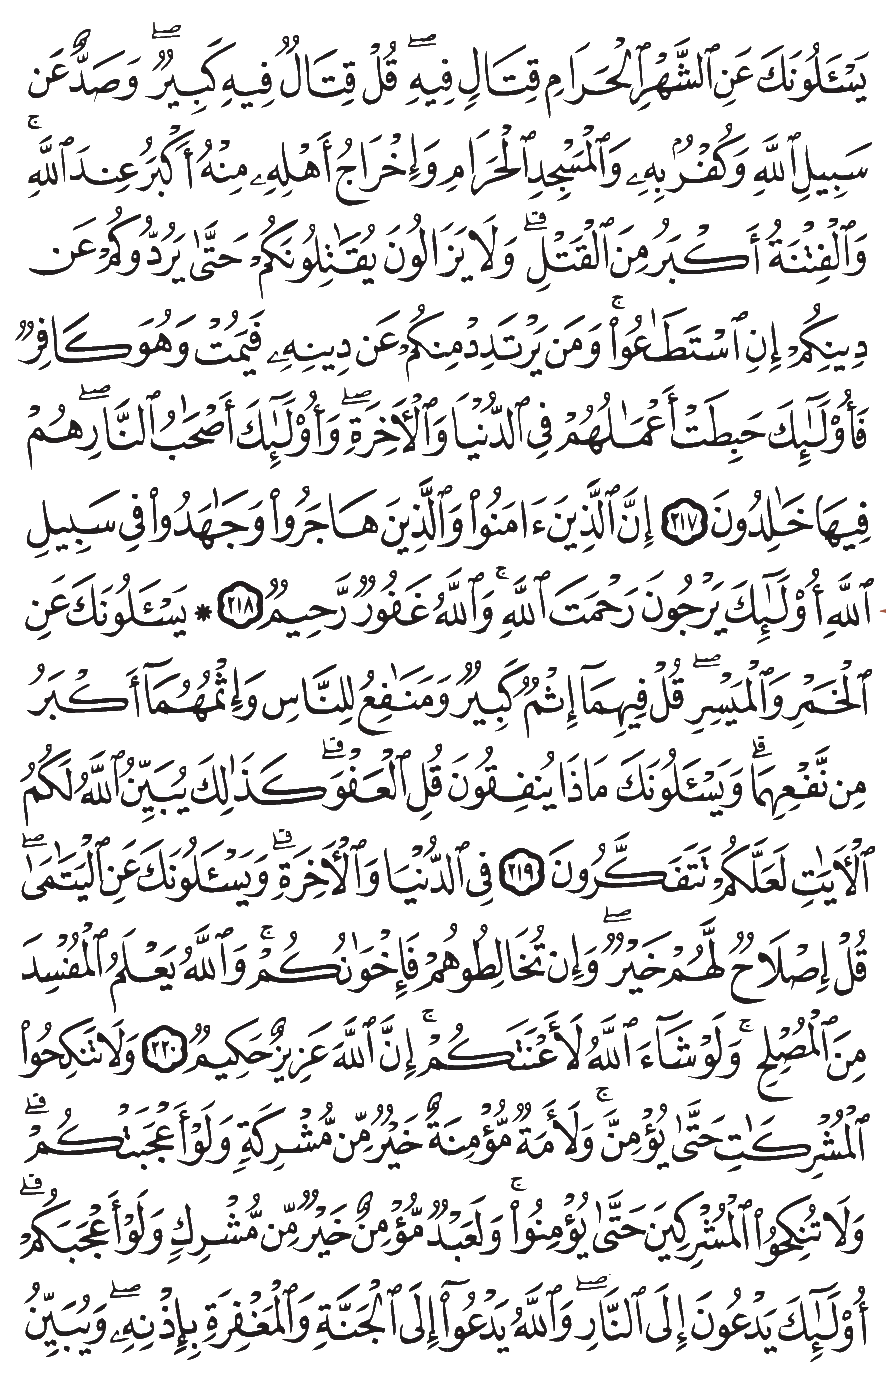 يَسْـَٔلُونَكَ عَنِ ٱلشَّهْرِ ٱلْحَرَامِ قِتَالٍ فِيهِۖ قُلْ قِتَالٌ فِيهِ كَبِيرٌۖ وَصَدٌّ عَن
سَبِيلِ ٱللَّهِ وَكُفْرٌۢ بِهِۦ وَٱلْمَسْجِدِ ٱلْحَرَامِ وَإِخْرَاجُ أَهْلِهِۦ مِنْهُ أَكْبَرُ عِندَ ٱللَّهِۚ
وَٱلْفِتْنَةُ أَكْبَرُ مِنَ ٱلْقَتْلِۗ وَلَا يَزَالُونَ يُقَٰتِلُونَكُمْ حَتَّىٰ يَرُدُّوكُمْ عَن
دِينِكُمْ إِنِ ٱسْتَطَٰعُوا۟ۚ وَمَن يَرْتَدِدْ مِنكُمْ عَن دِينِهِۦ فَيَمُتْ وَهُوَ كَافِرٌ
فَأُو۟لَٰٓئِكَ حَبِطَتْ أَعْمَٰلُهُمْ فِى ٱلدُّنْيَا وَٱلْـَٔاخِرَةِۖ وَأُو۟لَٰٓئِكَ أَصْحَٰبُ ٱلنَّارِۖ هُمْ
فِيهَا خَٰلِدُونَ ٢١٧ إِنَّ ٱلَّذِينَ ءَامَنُوا۟ وَٱلَّذِينَ هَاجَرُوا۟ وَجَٰهَدُوا۟ فِى سَبِيلِ
ٱللَّهِ أُو۟لَٰٓئِكَ يَرْجُونَ رَحْمَتَ ٱللَّهِۚ وَٱللَّهُ غَفُورٌ رَّحِيمٌ ٢١٨ * يَسْـَٔلُونَكَ عَنِ
ٱلْخَمْرِ وَٱلْمَيْسِرِۖ قُلْ فِيهِمَآ إِثْمٌ كَبِيرٌ وَمَنَٰفِعُ لِلنَّاسِ وَإِثْمُهُمَآ أَكْبَرُ
مِن نَّفْعِهِمَاۗ وَيَسْـَٔلُونَكَ مَاذَا يُنفِقُونَ قُلِ ٱلْعَفْوَۗ كَذَٰلِكَ يُبَيِّنُ ٱللَّهُ لَكُمُ
ٱلْـَٔايَٰتِ لَعَلَّكُمْ تَتَفَكَّرُونَ ٢١٩ فِى ٱلدُّنْيَا وَٱلْـَٔاخِرَةِۗ وَيَسْـَٔلُونَكَ عَنِ ٱلْيَتَٰمَىٰۖ
قُلْ إِصْلَاحٌ لَّهُمْ خَيْرٌۖ وَإِن تُخَالِطُوهُمْ فَإِخْوَٰنُكُمْۚ وَٱللَّهُ يَعْلَمُ ٱلْمُفْسِدَ
مِنَ ٱلْمُصْلِحِۚ وَلَوْ شَآءَ ٱللَّهُ لَأَعْنَتَكُمْۚ إِنَّ ٱللَّهَ عَزِيزٌ حَكِيمٌ ٢٢٠ وَلَا تَنكِحُوا۟
ٱلْمُشْرِكَٰتِ حَتَّىٰ يُؤْمِنَّۚ وَلَأَمَةٌ مُّؤْمِنَةٌ خَيْرٌ مِّن مُّشْرِكَةٍ وَلَوْ أَعْجَبَتْكُمْۗ
وَلَا تُنكِحُوا۟ ٱلْمُشْرِكِينَ حَتَّىٰ يُؤْمِنُوا۟ۚ وَلَعَبْدٌ مُّؤْمِنٌ خَيْرٌ مِّن مُّشْرِكٍ وَلَوْ أَعْجَبَكُمْۗ
أُو۟لَٰٓئِكَ يَدْعُونَ إِلَى ٱلنَّارِۖ وَٱللَّهُ يَدْعُوٓا۟ إِلَى ٱلْجَنَّةِ وَٱلْمَغْفِرَةِ بِإِذْنِهِۦۖ وَيُبَيِّنُ